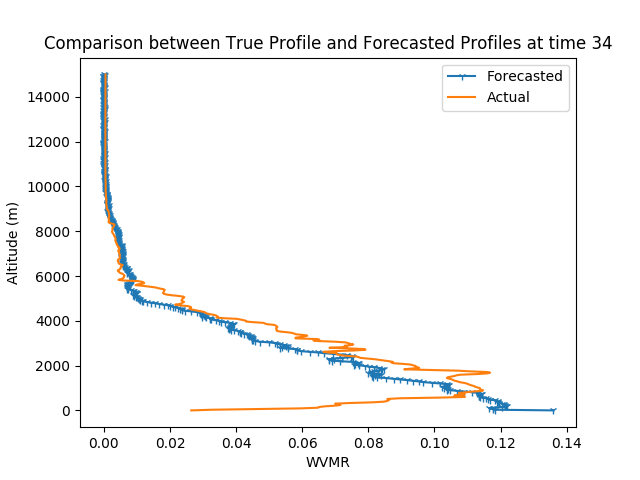 Comparison between True Profile and Forecasted Profiles at time 34
Forecasted
Actual
14000
12000
10000
8000
6000
4000
2000
0
Altitude (m)
0.00 0.02 0.04 0.06 0.08 0.10 0.12 0.14
WVMR